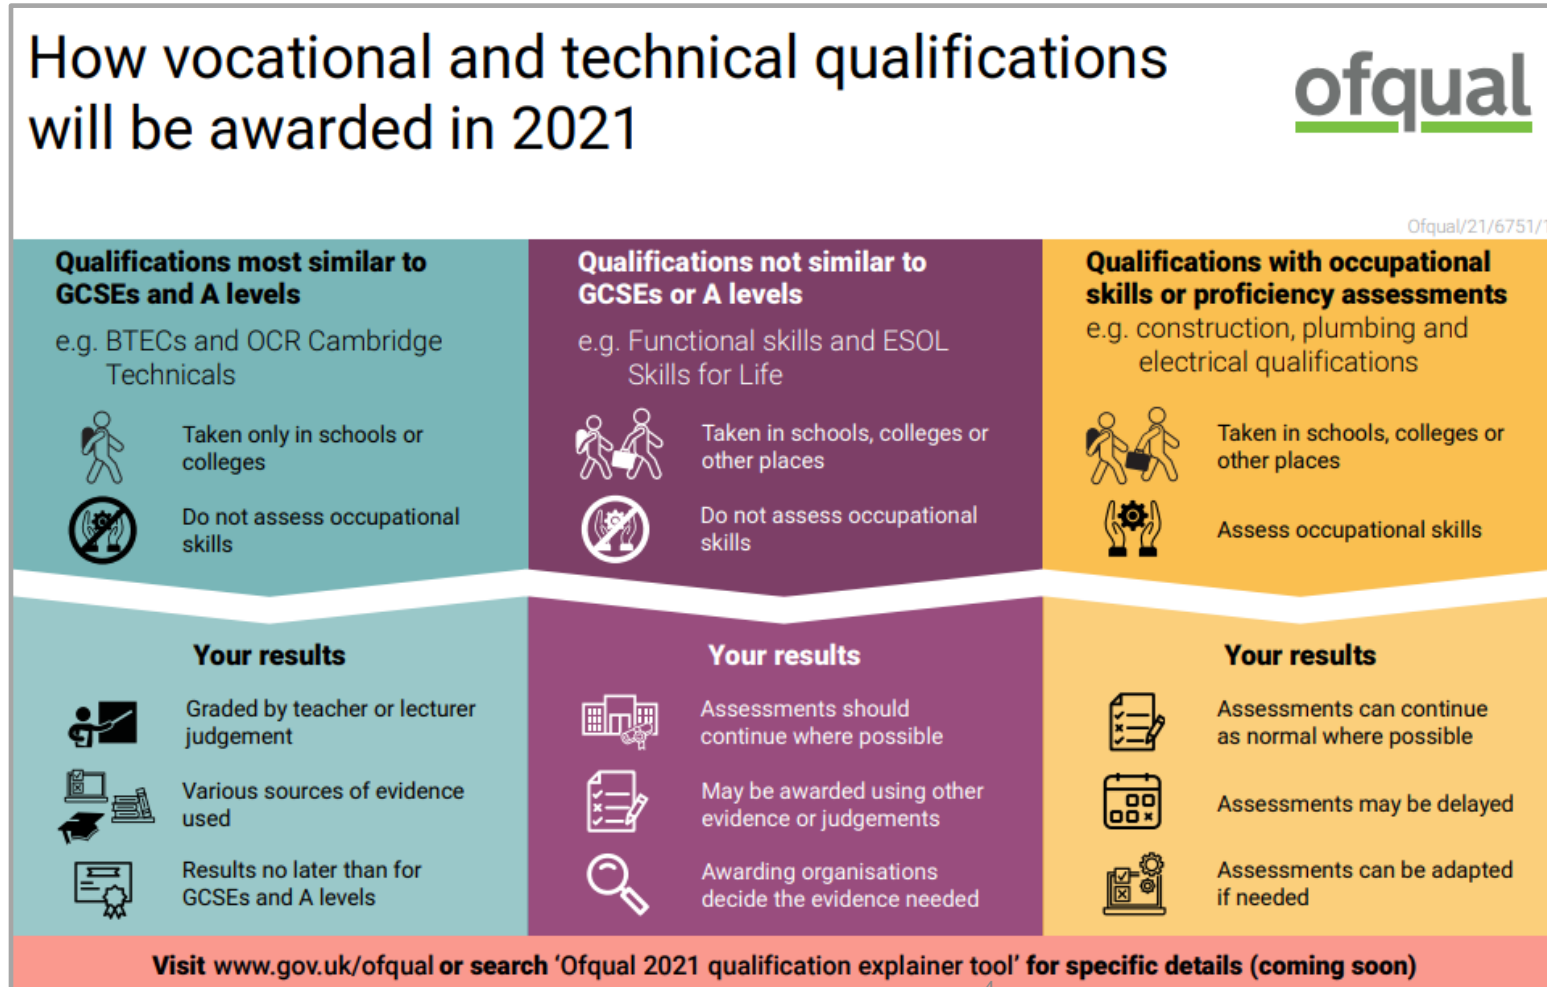 How vocational and technical qualifications
will be awarded in 2021
ofqual
Ofqual/21/6751/1
Qualifications most similar to
GCSEs and A levels
e.g. BTECs and OCR Cambridge
Technicals
Taken only in schools or
colleges
Do not assess occupational
skills
Your results
Graded by teacher or lecturer
judgement
Various sources of evidence
used
Results no later than for
GCSEs and A levels
Qualifications not similar to
GCSEs or A levels
e.g. Functional skills and ESOL
Skills for Life
Taken in schools, colleges or
other places
Do not assess occupational
skills
Your results
Assessments should
continue where possible
May be awarded using other
evidence or judgements
Awarding organisations
decide the evidence needed
Qualifications with occupational
skills or proficiency assessments
e.g. construction, plumbing and
electrical qualifications
Taken in schools, colleges or
other places
Assess occupational skills
Your results
Assessments can continue
as normal where possible
Assessments may be delayed
Assessments can be adapted
if needed
Visit www.gov.uk/ofqual or search ‘Ofqual 2021 qualification explainer tool’ for specific details (coming soon)